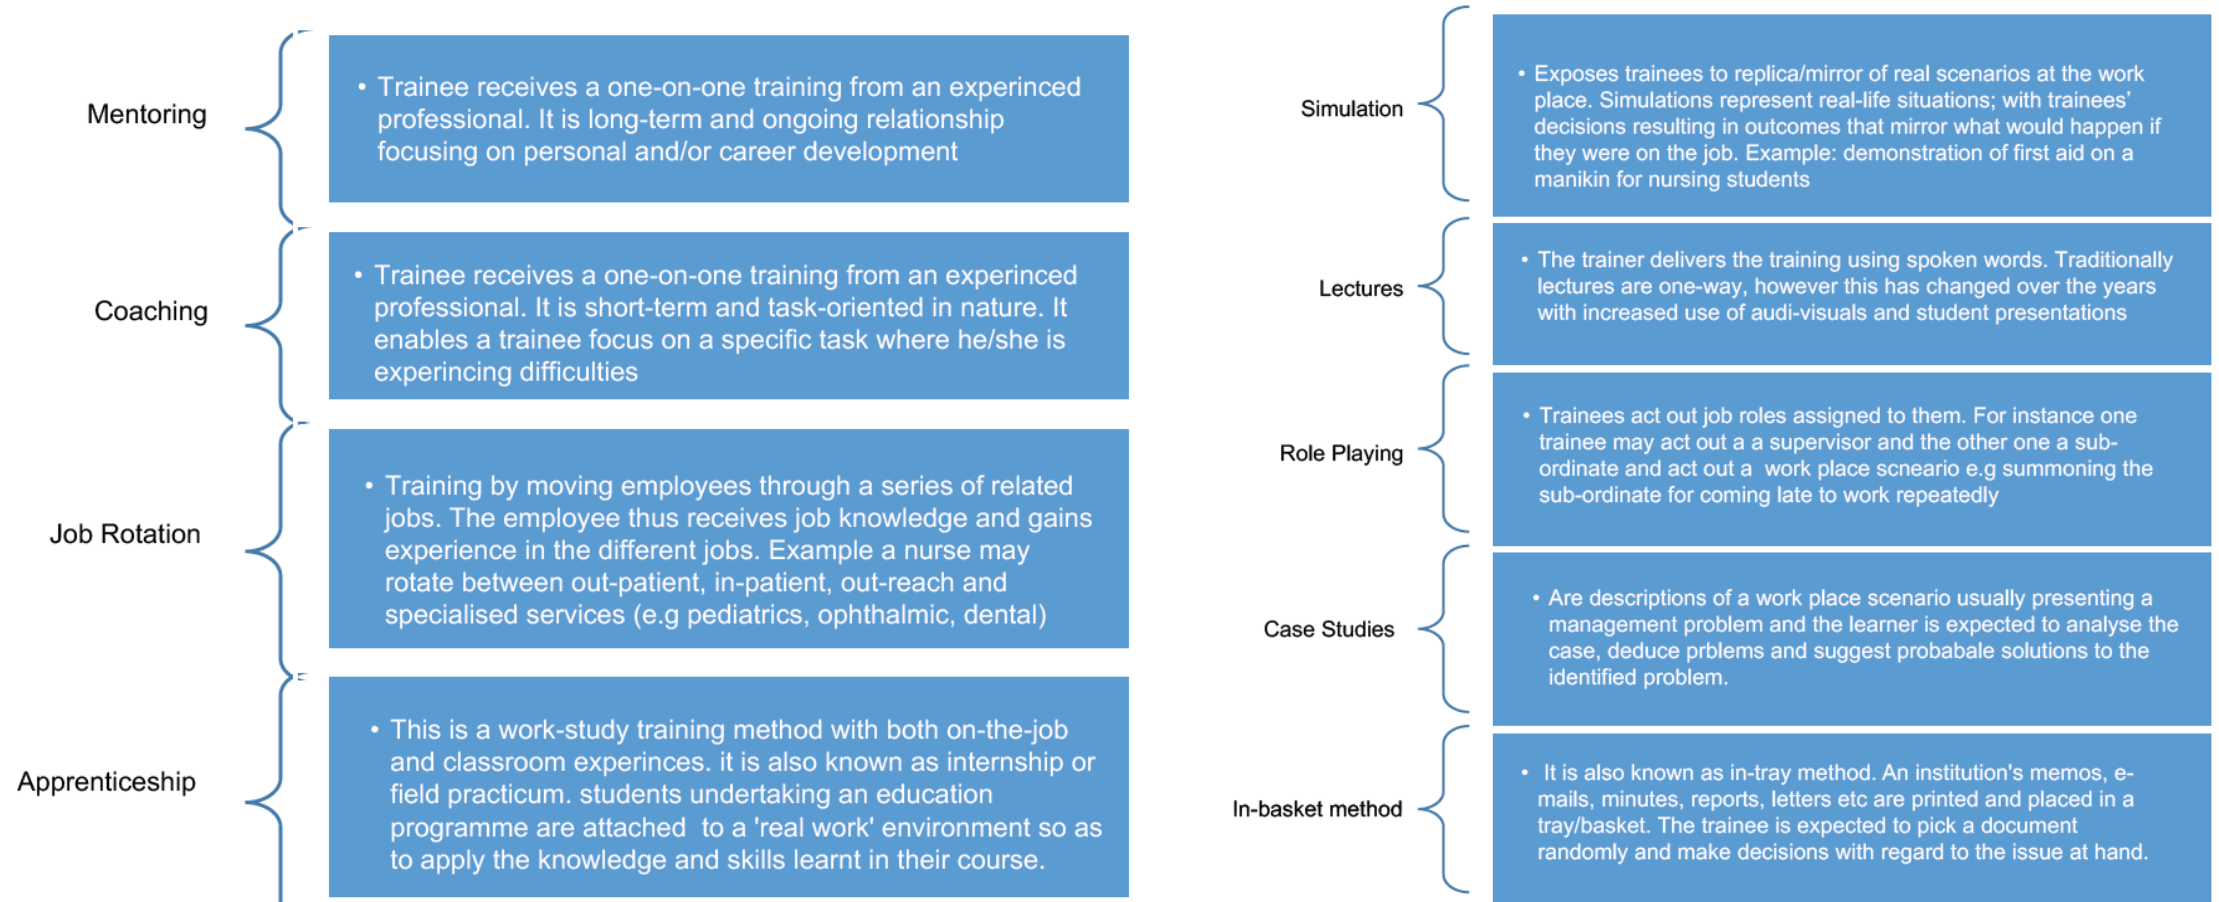 Mentoring
• Trainee receives a one-on-one training from an experinced
professional. It is long-term and ongoing relationship
focusing on personal and/or career development
Coaching
• Trainee receives a one-on-one training from an experinced
professional. It is short-term and task-oriented in nature. It
enables a trainee focus on a specific task where he/she is
experincing difficulties
Job Rotation
• Training by moving employees through a series of related
jobs. The employee thus receives job knowledge and gains
experience in the different jobs. Example a nurse may
rotate between out-patient, in-patient, out-reach and
specialised services (e.g pediatrics, ophthalmic, dental)
Apprenticeship
• This is a work-study training method with both on-the-job
and classroom experinces. it is also known as internship or
field practicum. students undertaking an education
programme are attached to a 'real work' environment so as
to apply the knowledge and skills learnt in their course.
Simulation
• Exposes trainees to replica/mirror of real scenarios at the work
place. Simulations represent real-life situations; with trainees'
decisions resulting in outcomes that mirror what would happen if
they were on the job. Example: demonstration of first aid on a
manikin for nursing students
Lectures
• The trainer delivers the training using spoken words. Traditionally
lectures are one-way, however this has changed over the years
with increased use of audi-visuals and student presentations
Role Playing
• Trainees act out job roles assigned to them. For instance one
trainee may act out a a supervisor and the other one a sub-
ordinate and act out a work place scneario e.g summoning the
sub-ordinate for coming late to work repeatedly
Case Studies
• Are descriptions of a work place scenario usually presenting a
management problem and the learner is expected to analyse the
case, deduce prblems and suggest probabale solutions to the
identified problem.
In-basket method
• It is also known as in-tray method. An institution's memos, e-
mails, minutes, reports, letters etc are printed and placed in a
tray/basket. The trainee is expected to pick a document
randomly and make decisions with regard to the issue at hand.